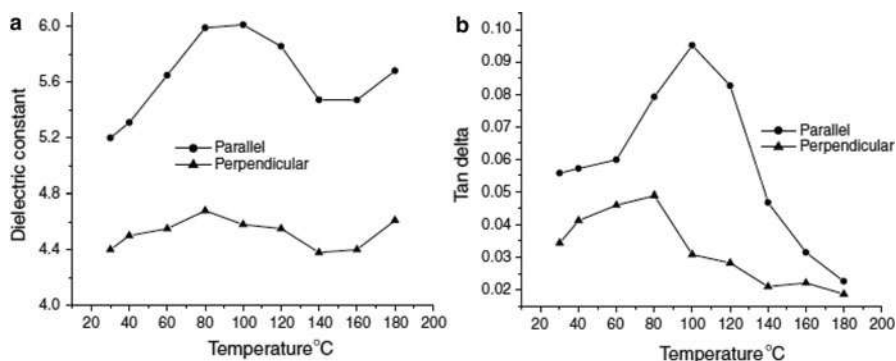 a
Dielectric constant
6.0
5.6
5.2
4.8
4.4
4.0
Parallel
Perpendicular
20 40 60 80 100 120 140 160 180 200
Temperature°C
b
Tan delta
0.10
0.09
0.08
0.07
0.06
0.05
0.04
0.03
0.02
Parallel
Perpendicular
20 40 60 80 100 120 140 160 180 200
Temperature°C